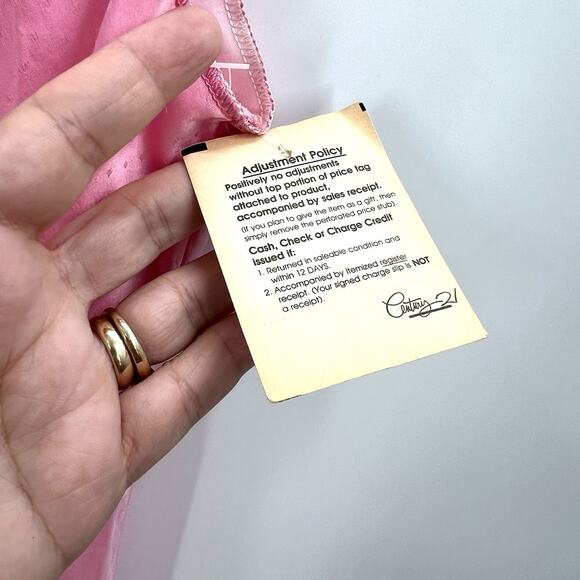 Adjustment Policy
Positively no adjustments
without top portion of price tag
attached to product,
accompanied by sales receipt.
(If you plan to give the item as a gift, then
simply remove the perforated price stub).
Cash, Check or Charge Credit
issued if:
1. Returned in saleable condition and
within 12 DAYS.
2. Accompanied by itemized register
receipt. (Your signed charge slip is NOT
a receipt).
Century 21